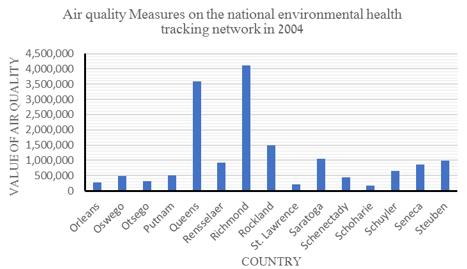 Air quality Measures on the national environmental health
tracking network in 2004
VALUE OF AIR QUALITY
4,500,000
4,000,000
3,500,000
3,000,000
2,500,000
2,000,000
1,500,000
1,000,000
500,000
0
Orleans
Oswego
Otsego
Putnam
Queens
Rensselaer
Richmond
Rockland
St. Lawrence
Saratoga
Schenectady
Schoharie
Schuyler
Seneca
Steuben
COUNTRY